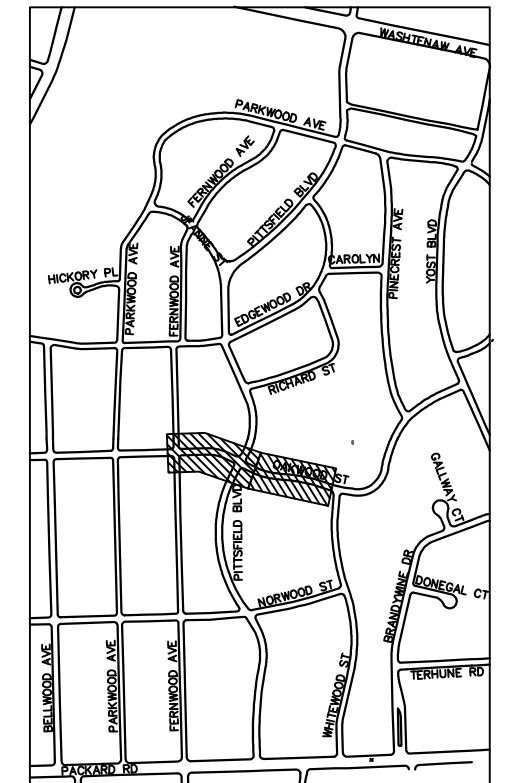 WASHTENAW AVE
PARKWOOD AVE
FERNWOOD AVE
PITTSFIELD BLVD
JEANNE ST
CAROLYN
PINECREST AVE
YOST BLVD
HICKORY PL
PARKWOOD AVE
FERNWOOD AVE
EDGEWOOD DR
RICHARD ST
OAKWOOD ST
GALLWAY CT
PITTSFIELD BLVD
BRANDYWINE DR
DONEGAL CT
NORWOOD ST
BELLWOOD AVE
PARKWOOD AVE
FERNWOOD AVE
WHITEWOOD ST
TERHUNE RD
PACKARD RD